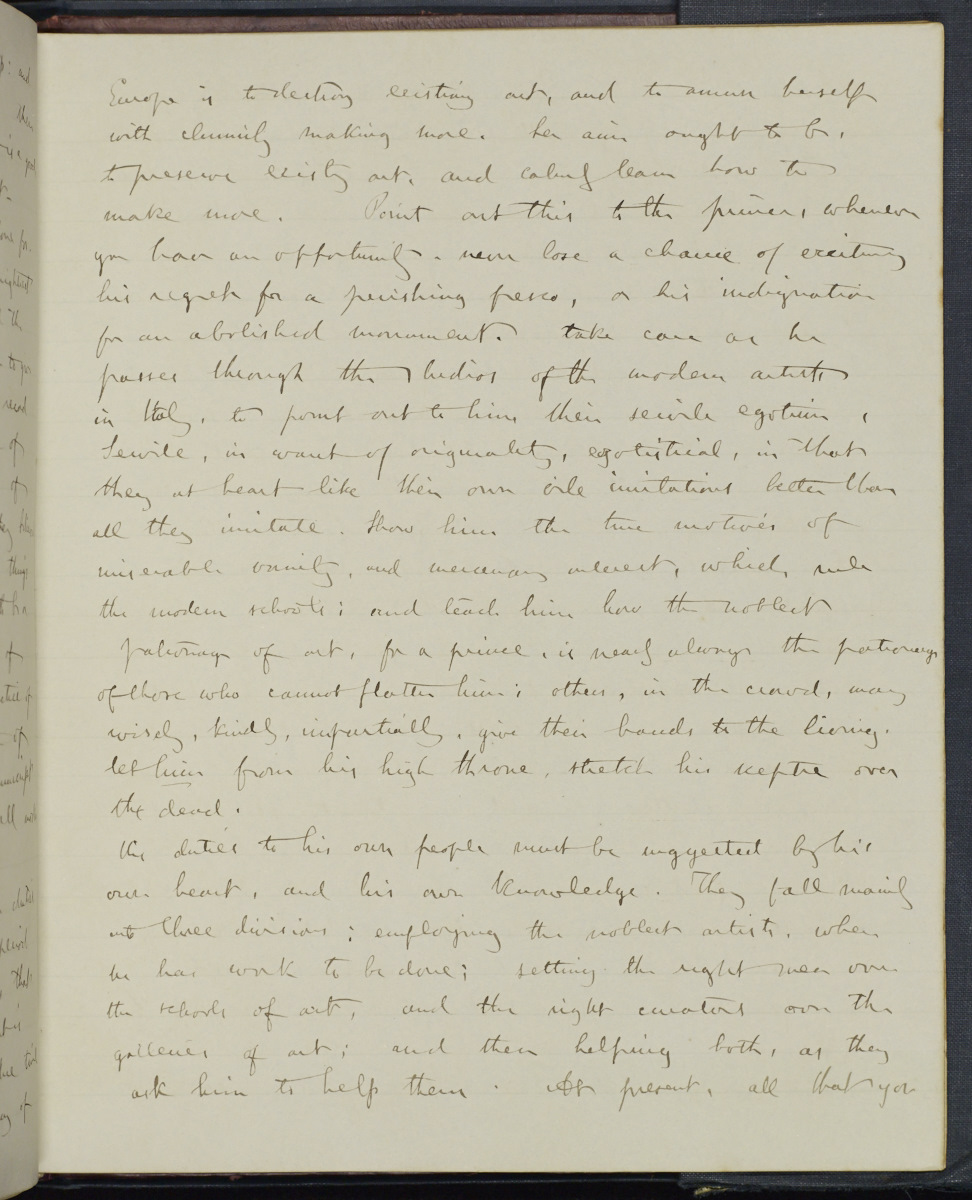 Europe is to destroy existing art, and to amuse herself
with clumsily making more. her aim ought to be,
to preserve existing art, and calmly learn how to
make more. Point out this to the prince, whenever
you have an opportunity. never lose a chance of exciting
his regret for a perishing fresco, or his indignation
for an abolished monument. take care as he
passes through the studios of the modern artists
in Italy, to point out to him their servile egotism,
Servile, in want of originality, egotistical, in that
they at heart like their own vile imitations better than
all they imitate. Show him the true motives of
miserable vanity, and mercenary interest, which rule
the modern schools; and teach him how the noblest
patronage of art, for a prince, is nearly always the patronage
of those who cannot flatter him; others, in the crowd, may
wisely, kindly, impartially, give their hands to the living.
let him from his high throne, stretch his sceptre over
the dead.
His duties to his own people must be suggested by his
own heart, and his own knowledge. They fall mainly
into three divisions; employing the noblest artists, when
he has work to be done; setting the right men over
the schools of art, and the right curators over the
galleries of art; and then helping both, as they
ask him to help them. At present, all that you